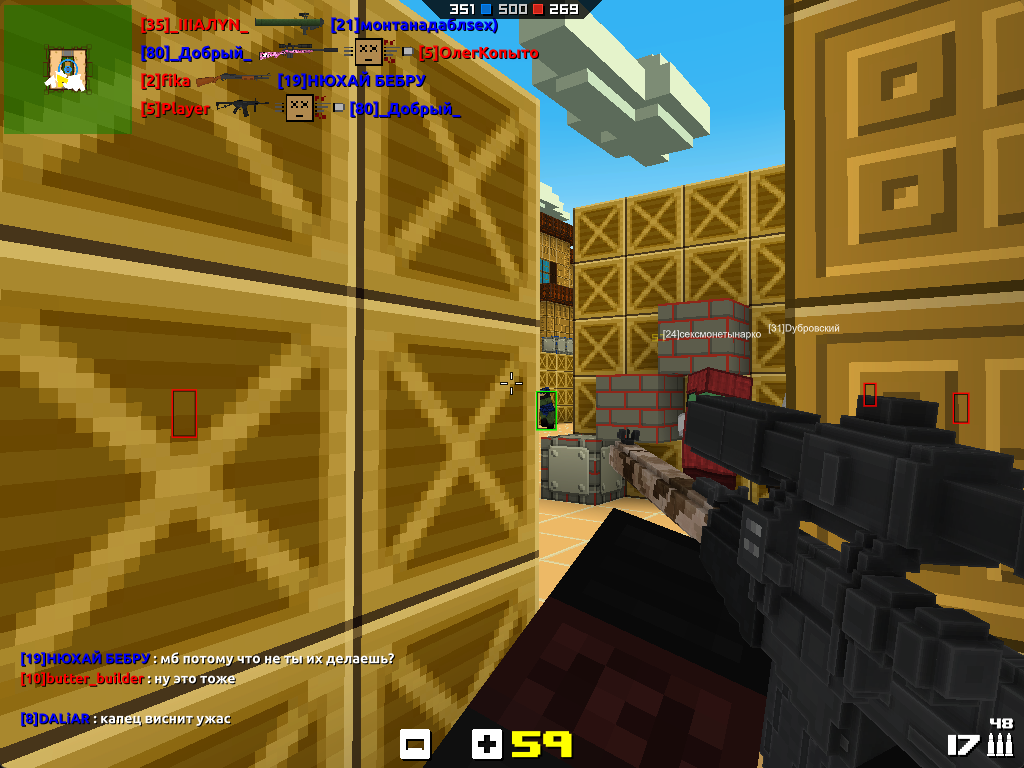 351 500 269
[35]_IIIAЛYN_ [21]монтанадаблsex)
[80]_Добрый_ [5]ОлегКопыто
[2]fika [19]НЮХАЙ БЕБРУ
[5]Player [80]_Добрый_
[24]сексмонетынарко [31]Dубровский
[19]НЮХАЙ БЕБРУ : мб потому что не ты их делаешь?
[10]butter_builder : ну это тоже
[8]DALiAR : капец виснит ужас
59
48
17